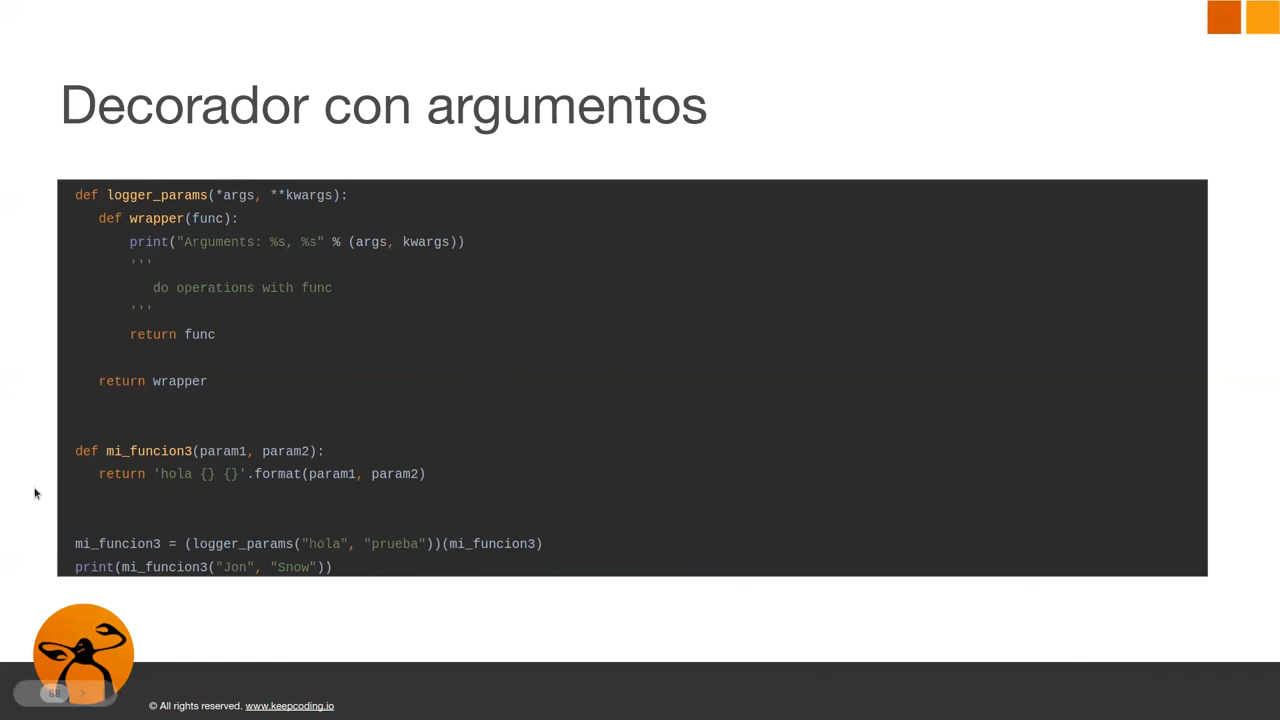 Decorador con argumentos
def logger_params(*args, **kwargs):
def wrapper(func):
print("Arguments: %s, %s" % (args, kwargs))
'''
do operations with func
'''
return func
return wrapper
def mi_funcion3(param1, param2):
return 'hola {} {}'.format(param1, param2)
mi_funcion3 = (logger_params("hola", "prueba"))(mi_funcion3)
print(mi_funcion3("Jon", "Snow"))
68
© All rights reserved. www.keepcoding.io